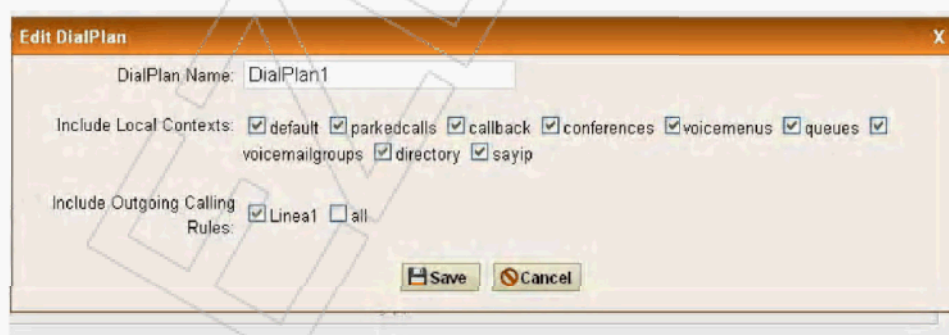 Edit DialPlan X
DialPlan Name: DialPlan1
Include Local Contexts: default parkedcalls callback conferences voicemenus queues
voicemailgroups directory sayip
Include Outgoing Calling
Rules: Linea1 all
Save Cancel